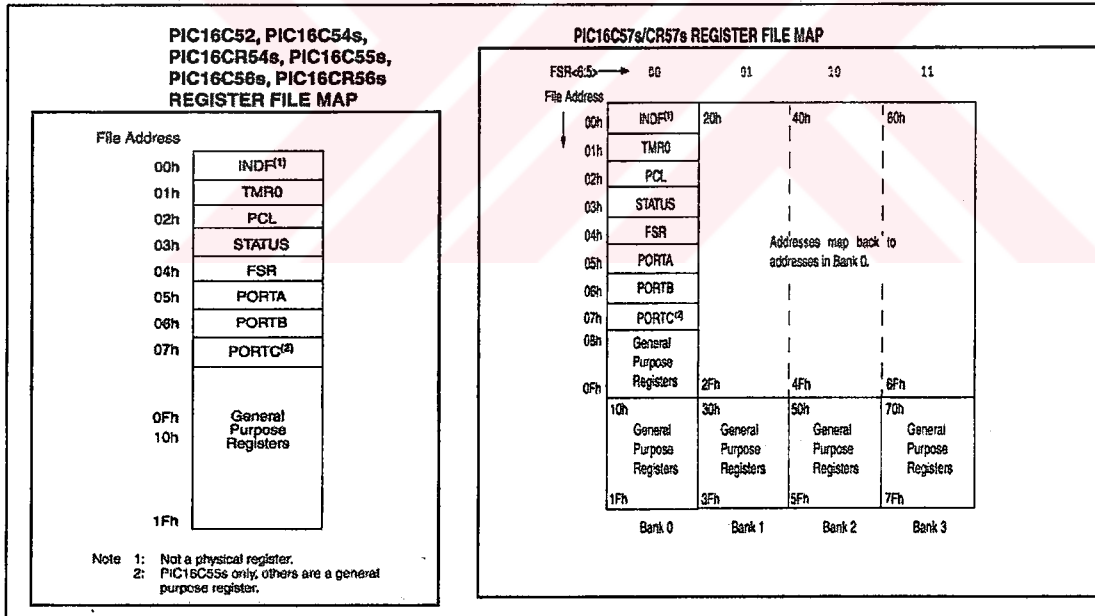 PIC16C52, PIC16C54s,
PIC16CR54s, PIC16C55s,
PIC16C56s, PIC16CR56s
REGISTER FILE MAP
File Address
00h
INDF(1)
01h
TMR0
02h
PCL
03h
STATUS
04h
FSR
05h
PORTA
06h
PORTB
07h
PORTC(2)
0Fh
10h
General
Purpose
Registers
1Fh
Note 1: Not a physical register.
2: PIC16C55s only, others are a general
purpose register.
PIC16C57s/CR57s REGISTER FILE MAP
FSR<6:5> 00 01 10 11
File Address
00h INDF(1) 20h 40h 60h
01h TMR0
02h PCL
03h STATUS
04h FSR
05h PORTA
06h PORTB
07h PORTC(2)
08h
0Fh
General
Purpose
Registers
Addresses map back to
addresses in Bank 0.
2Fh 4Fh 6Fh
10h 30h 50h 70h
General General General General
Purpose Purpose Purpose Purpose
Registers Registers Registers Registers
1Fh 3Fh 5Fh 7Fh
Bank 0 Bank 1 Bank 2 Bank 3